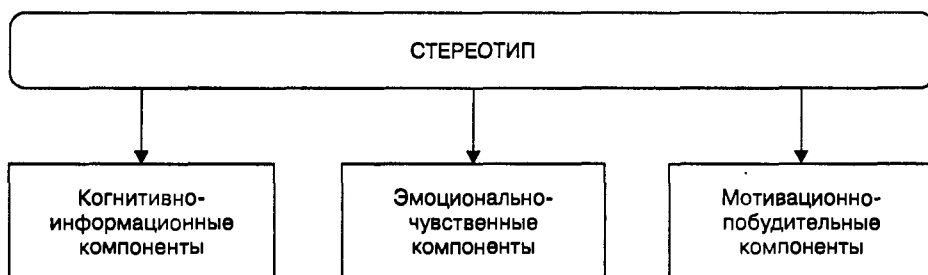 СТЕРЕОТИП
Когнитивно-
информационные
компоненты
Эмоционально-
чувственные
компоненты
Мотивационно-
побудительные
компоненты